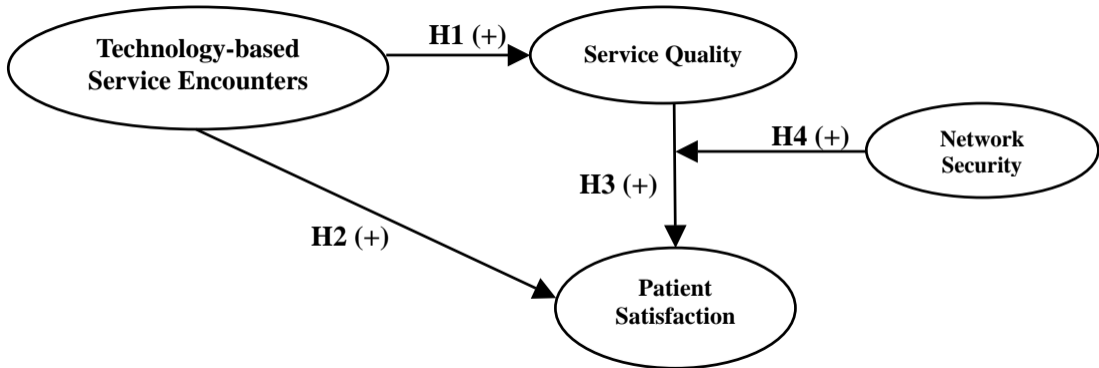 H1 (+)
Technology-based
Service Encounters
Service Quality
H4 (+)
Network
Security
H3 (+)
H2 (+)
Patient
Satisfaction